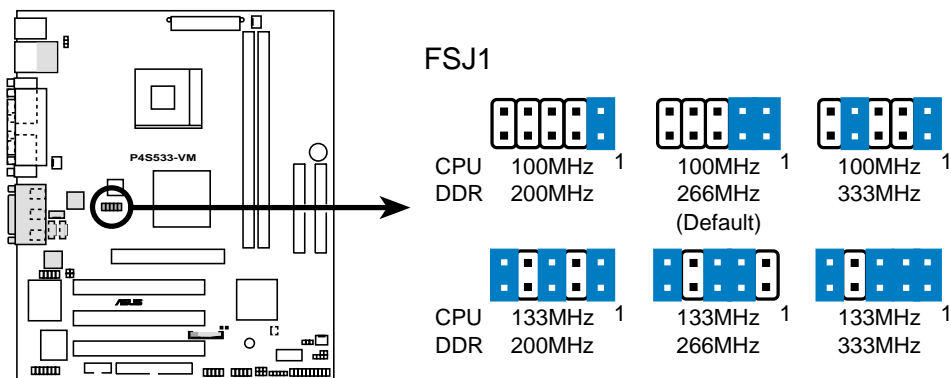 FSJ1
P4S533-VM
CPU 100MHz 1 100MHz 1 100MHz 1
DDR 200MHz 266MHz 333MHz
(Default)
ASUS
CPU 133MHz 1 133MHz 1 133MHz 1
DDR 200MHz 266MHz 333MHz